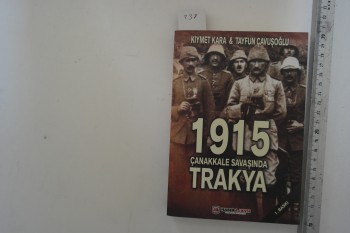 KIYMET KARA & TAYFUN ÇAVUŞOĞLU
1915
ÇANAKKALE SAVAŞINDA
TRAKYA